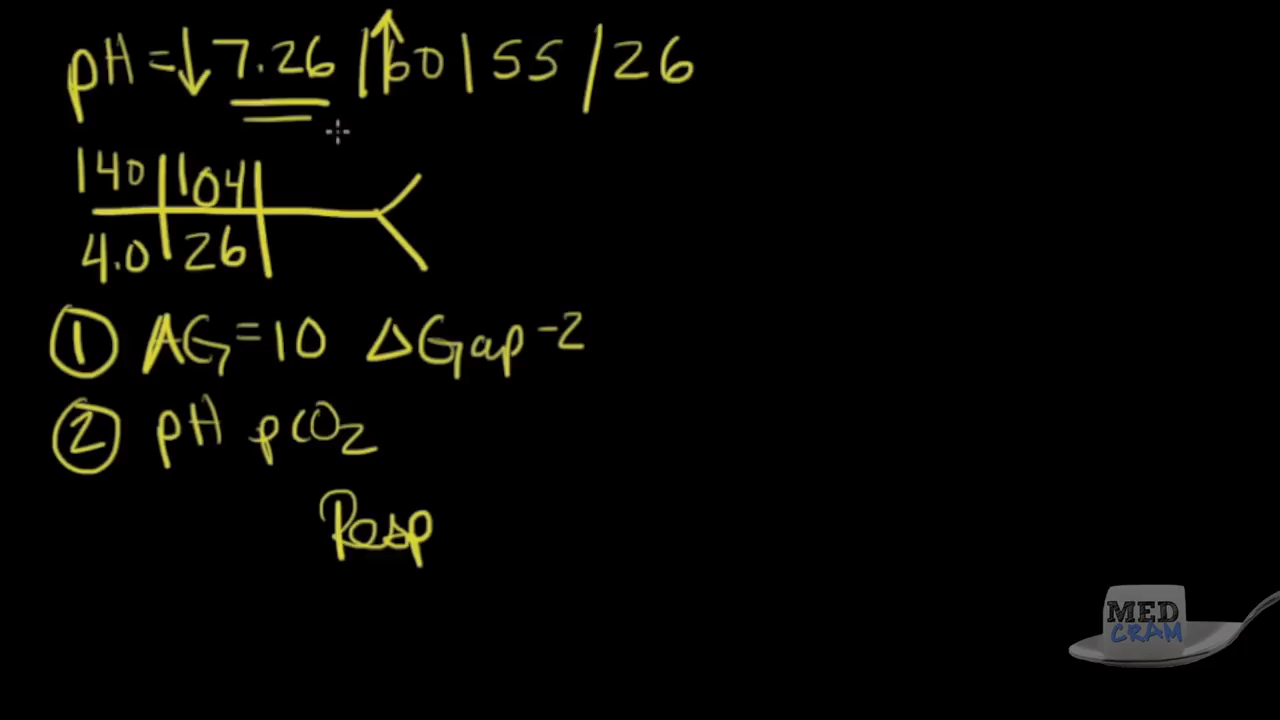 pH = ↓ 7.26 / ↑60 / 55 / 26
140 | 104 |
4.0 | 26 |
① AG = 10 ΔGap -2
② pH pCO2
Resp
MED
CRAM